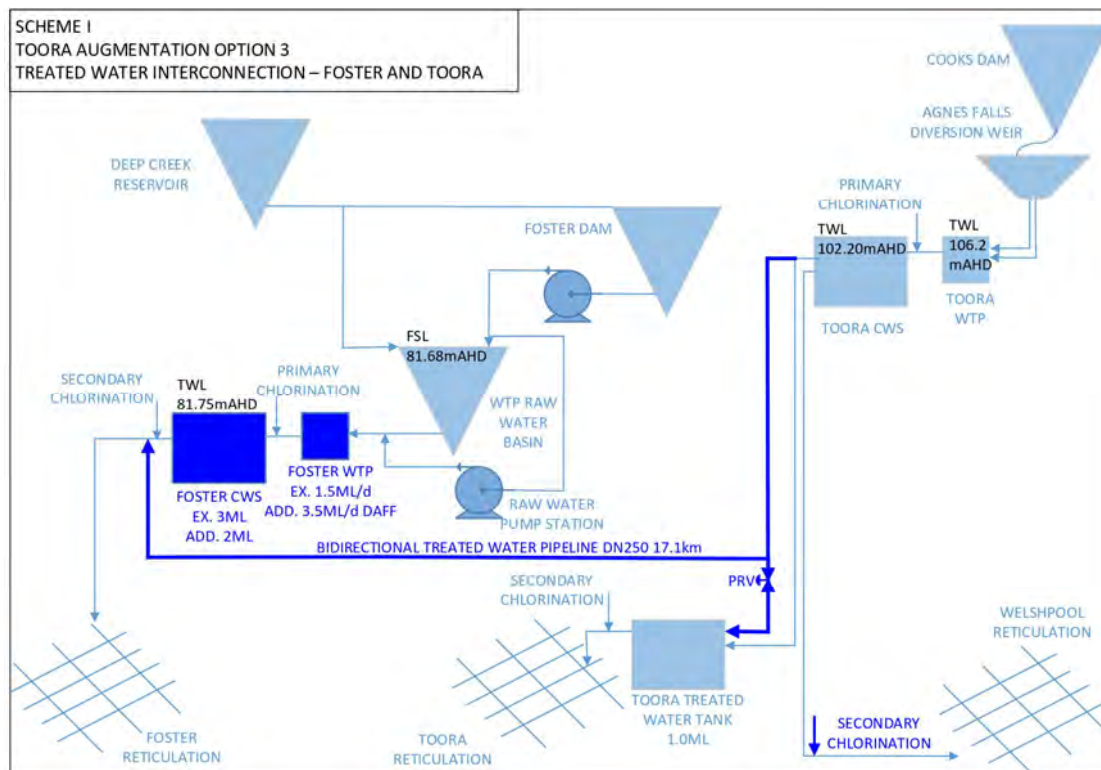 SCHEME I
TOORA AUGMENTATION OPTION 3
TREATED WATER INTERCONNECTION – FOSTER AND TOORA
COOKS DAM
AGNES FALLS
DIVERSION WEIR
DEEP CREEK
RESERVOIR
PRIMARY
CHLORINATION
FOSTER DAM
TWL
102.20mAHD
TWL
106.2
mAHD
TOORA
WTP
TOORA CWS
FSL
81.68mAHD
SECONDARY
CHLORINATION
PRIMARY
CHLORINATION
TWL
81.75mAHD
WTP RAW
WATER
BASIN
FOSTER CWS
EX. 3ML
ADD. 2ML
FOSTER WTP
EX. 1.5ML/d
ADD. 3.5ML/d DAFF
RAW WATER
PUMP STATION
BIDIRECTIONAL TREATED WATER PIPELINE DN250 17.1km
PRV
SECONDARY
CHLORINATION
WELSHPOOL
RETICULATION
TOORA TREATED
WATER TANK
1.0ML
FOSTER
RETICULATION
TOORA
RETICULATION
SECONDARY
CHLORINATION